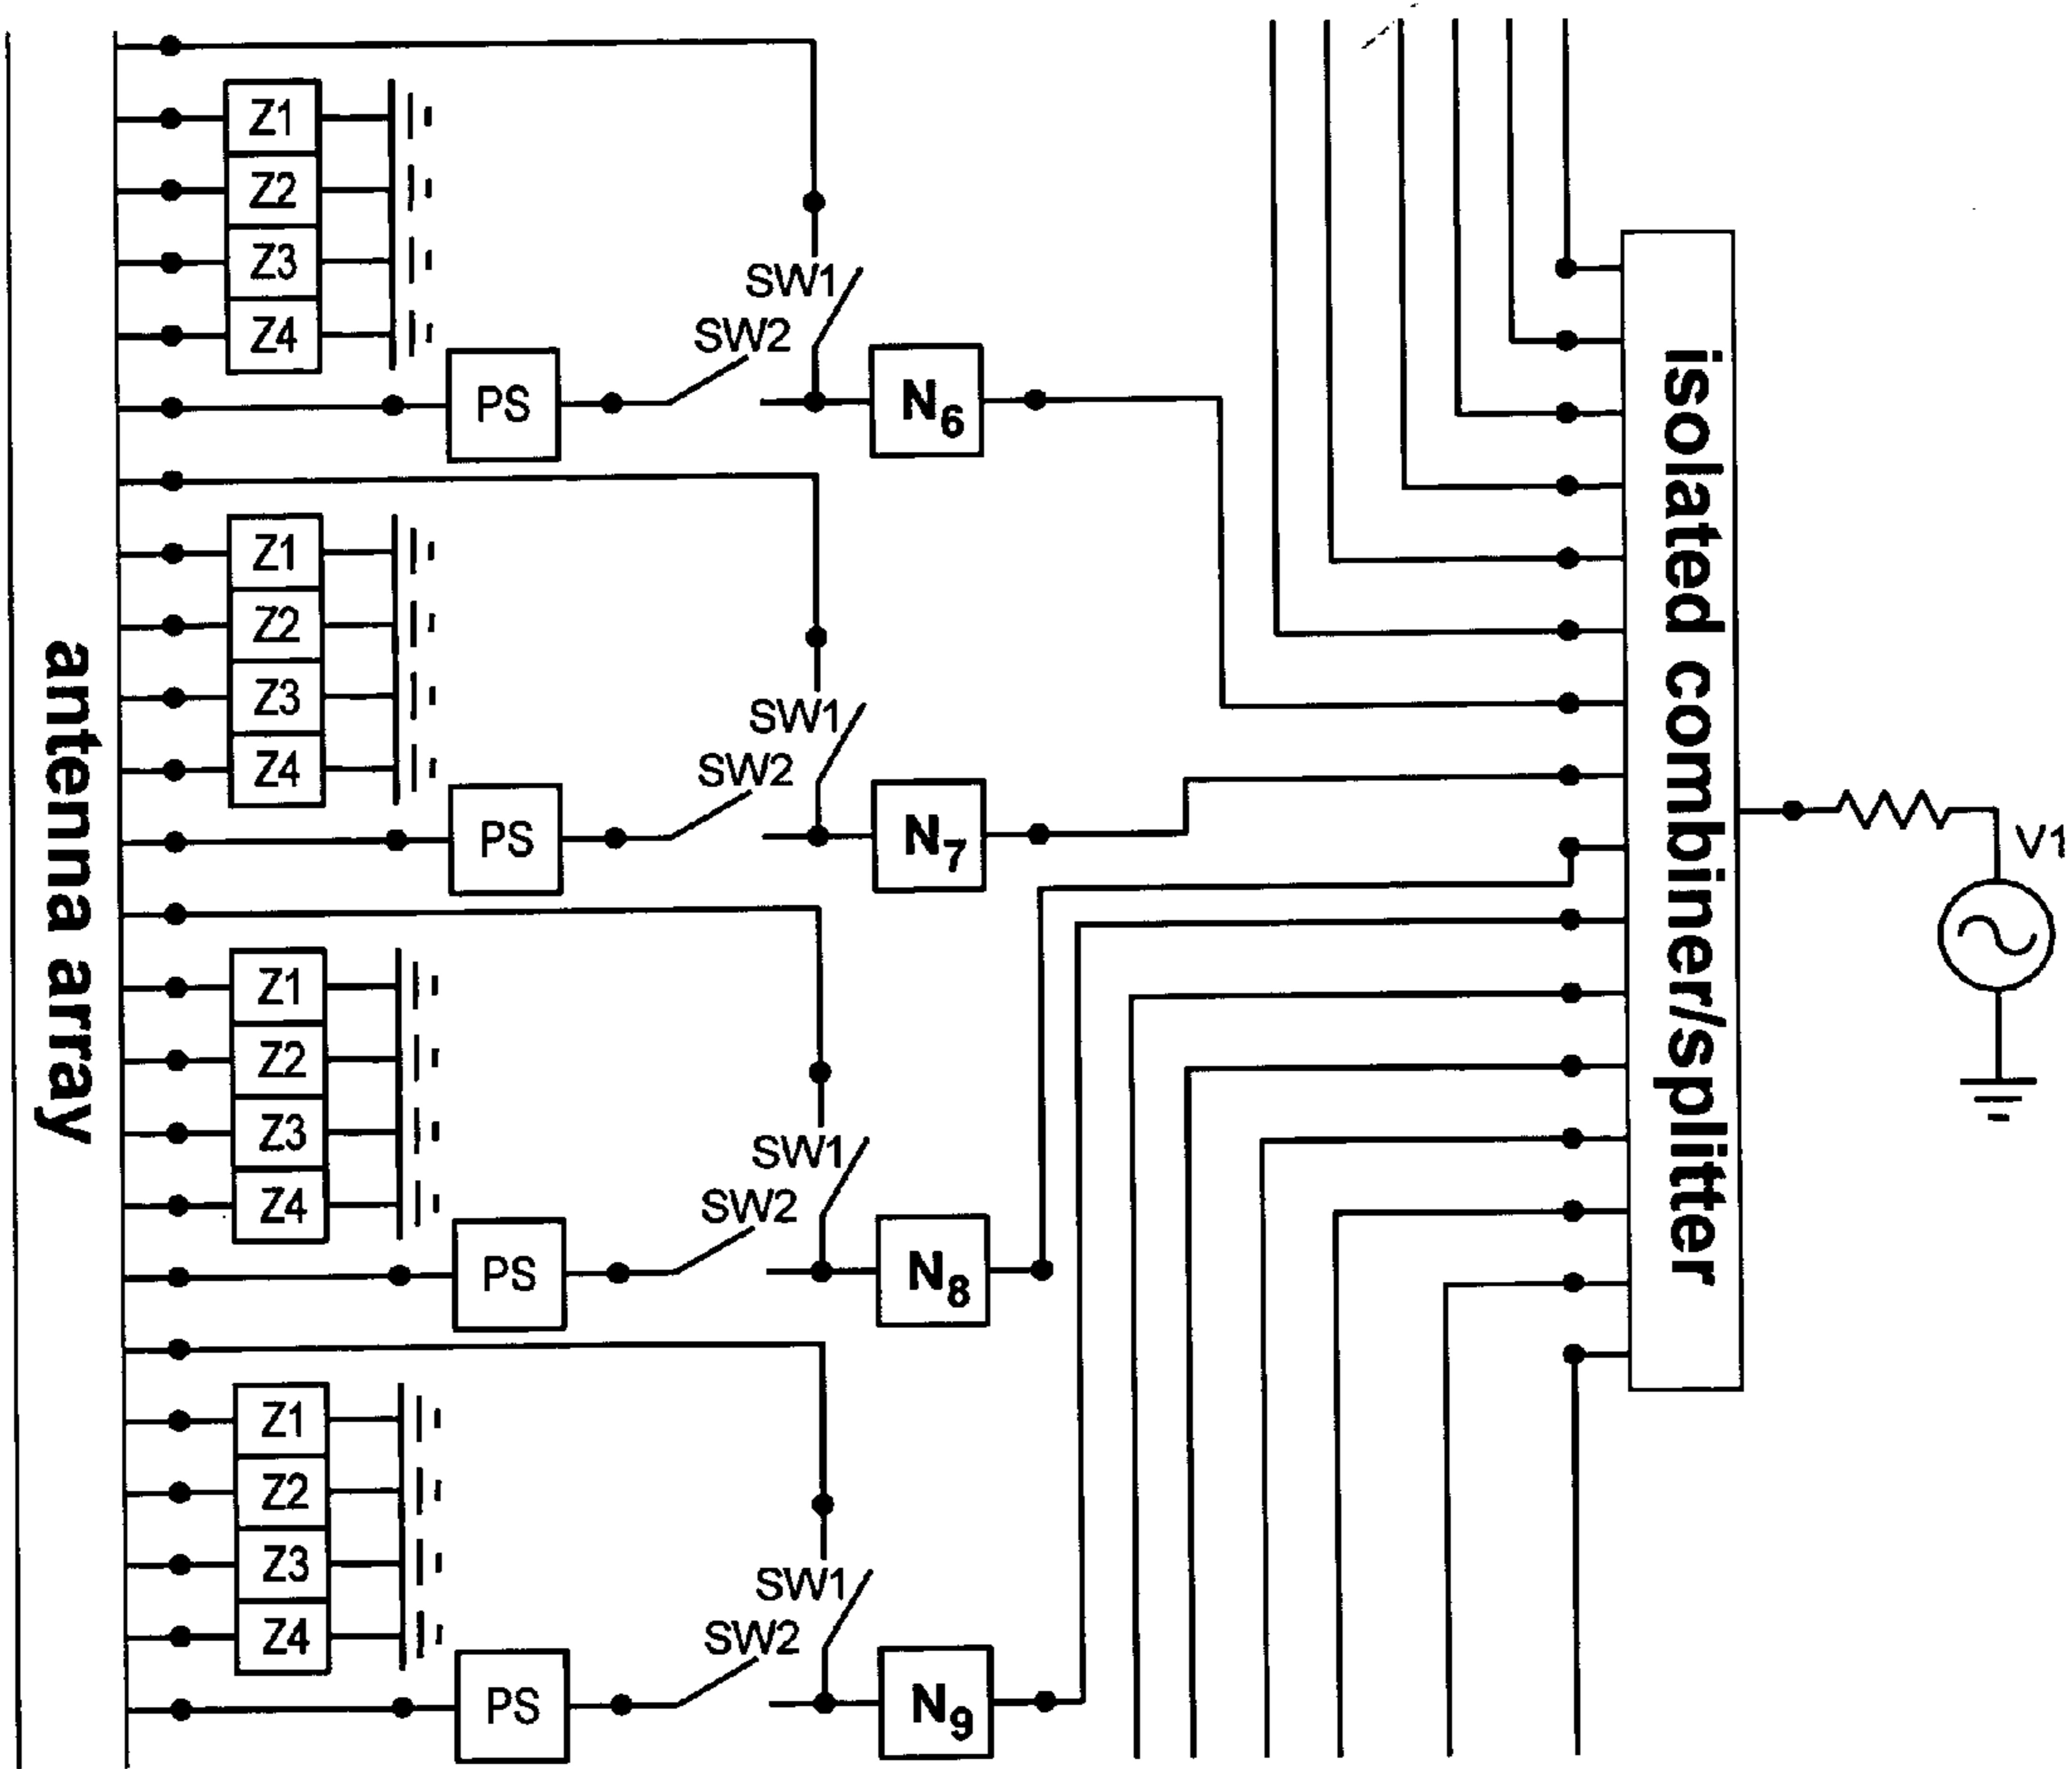 Z1
Z2
Z3
Z4
SW1
SW2
PS
N6
Z1
Z2
Z3
Z4
SW1
SW2
PS
N7
Z1
Z2
Z3
Z4
SW1
SW2
PS
N8
Z1
Z2
Z3
Z4
SW1
SW2
PS
N9
antenna array
isolated combiner/splitter
V1